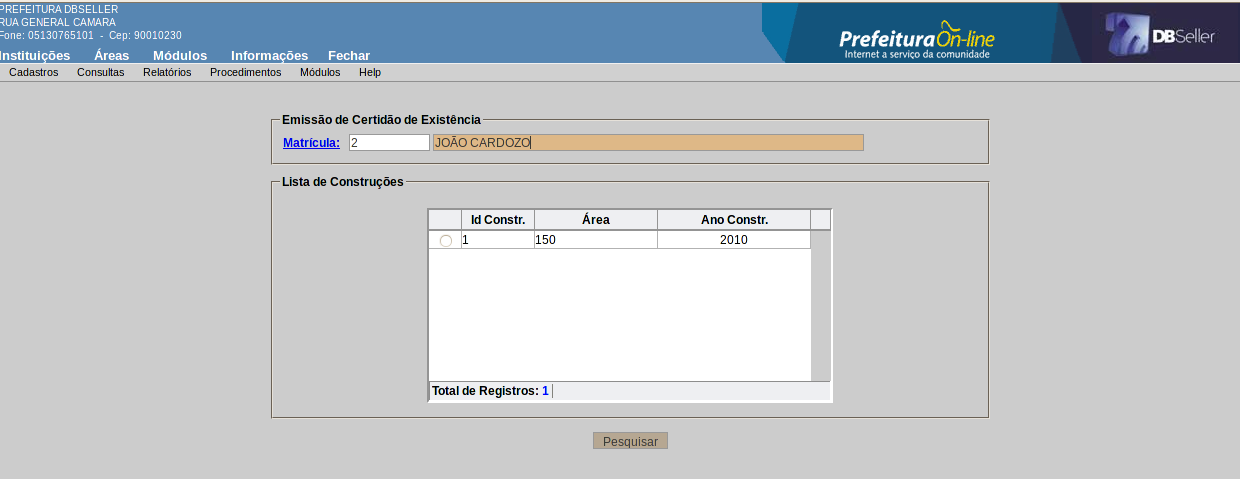 PREFEITURA DBSELLER
RUA GENERAL CAMARA
Fone: 05130765101 - Cep: 90010230
Instituições Áreas Módulos Informações Fechar
Prefeitura On-line
Internet a serviço da comunidade
DBSeller
Cadastros Consultas Relatórios Procedimentos Módulos Help
Emissão de Certidão de Existência
Matrícula: 2 JOÃO CARDOZO
Lista de Construções
Id Constr. Área Ano Constr.
1 150 2010
Total de Registros: 1
Pesquisar